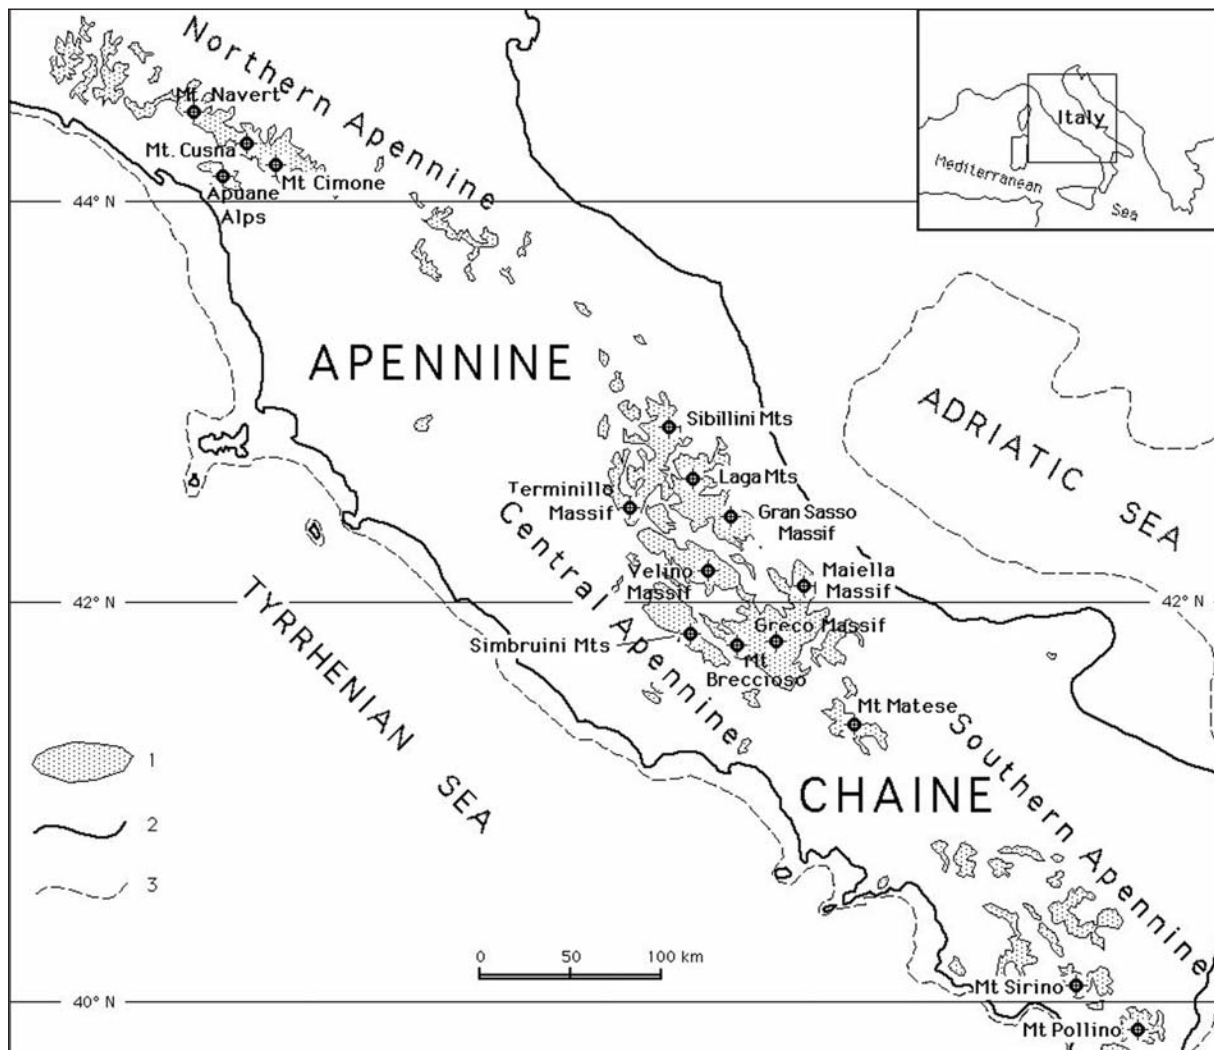 Northern Apennine
Mt. Navert
Mt. Cusna
Mt Cimone
Apuane
Alps
44° N
Italy
Mediterranean
Sea
APENNINE
ADRIATIC SEA
Sibillini Mts
Laga Mts
Terminillo
Massif
Gran Sasso
Massif
Central Apennine
Velino
Massif
Maiella
Massif
42° N
42° N
TYRRHENIAN SEA
Greco Massif
Simbruini Mts
Mt
Breccioso
Mt Matese
Southern Apennine
CHAINE
1
2
3
0 50 100 km
Mt Sirino
40° N
Mt Pollino